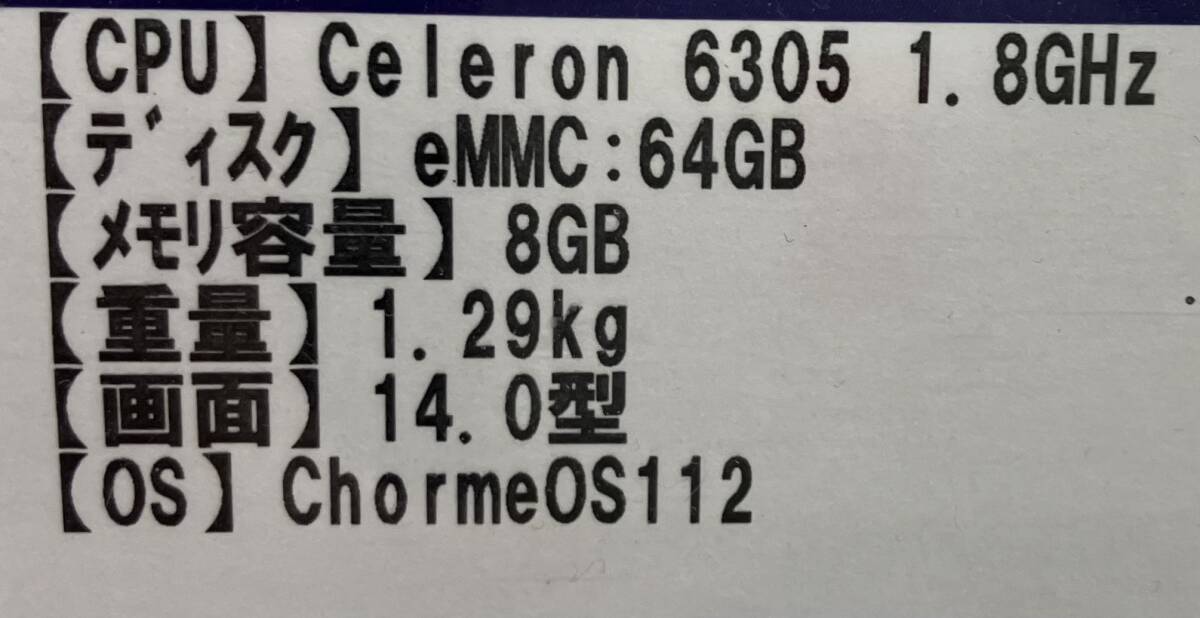 【CPU】Celeron 6305 1.8GHz
【ディスク】eMMC:64GB
【メモリ容量】8GB
【重量】1.29kg
【画面】14.0型
【OS】ChormeOS112